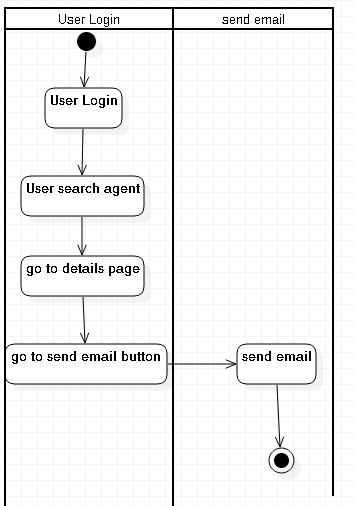 User Login
send email
User Login
User search agent
go to details page
go to send email button
send email